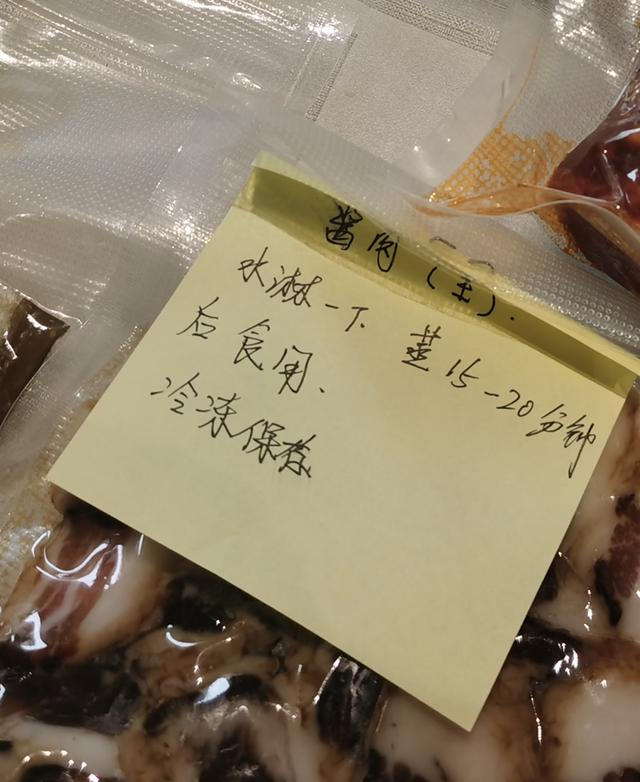 酱肉(生).
水淋一下. 蒸15-20分钟
后食用、
冷冻保存